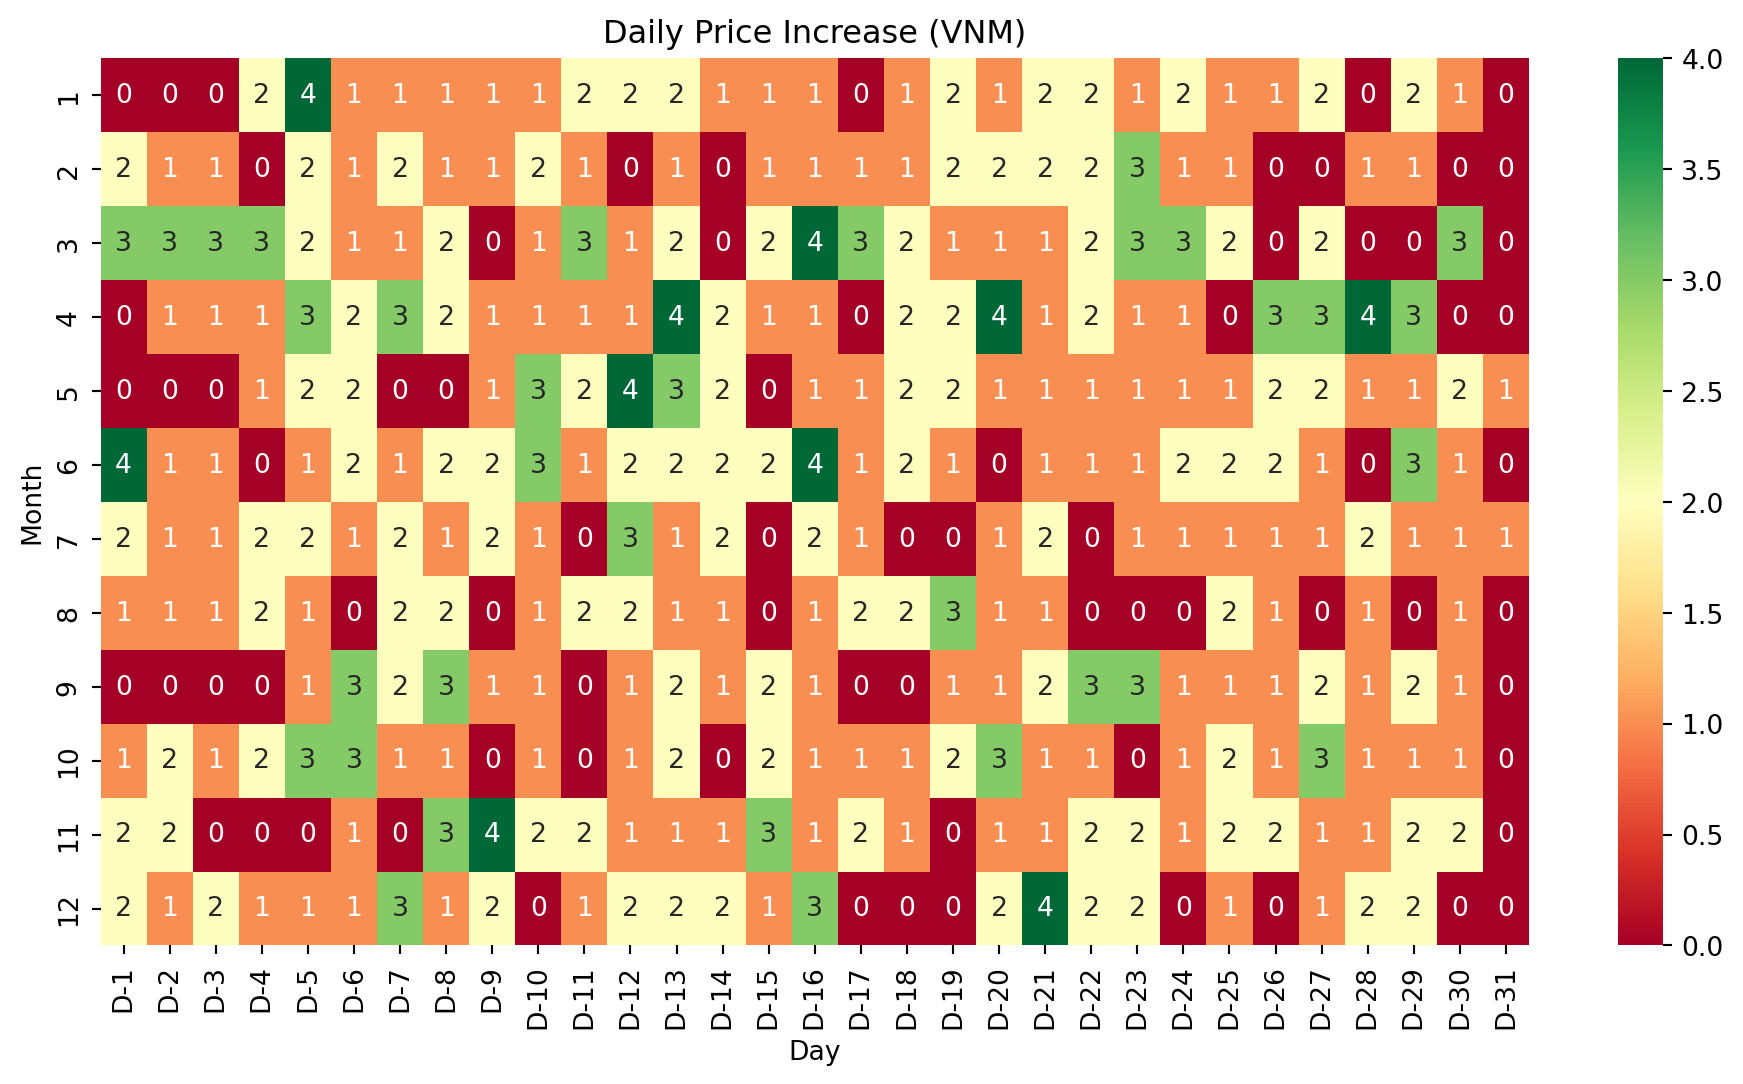 Daily Price Increase (VNM)
1 0 0 0 2 4 1 1 1 1 1 2 2 2 1 1 1 0 1 2 1 2 2 1 2 1 1 2 0 2 1 0
2 2 1 1 0 2 1 2 1 1 2 1 0 1 0 1 1 1 1 2 2 2 2 3 1 1 0 0 1 1 0 0
3 3 3 3 3 2 1 1 2 0 1 3 1 2 0 2 4 3 2 1 1 1 2 3 3 2 0 2 0 0 3 0
4 0 1 1 1 3 2 3 2 1 1 1 1 4 2 1 1 0 2 2 4 1 2 1 1 0 3 3 4 3 0 0
5 0 0 0 1 2 2 0 0 1 3 2 4 3 2 0 1 1 2 2 1 1 1 1 1 1 2 2 1 1 2 1
6 4 1 1 0 1 2 1 2 2 3 1 2 2 2 2 4 1 2 1 0 1 1 1 2 2 2 1 0 3 1 0
7 2 1 1 2 2 1 2 1 2 1 0 3 1 2 0 2 1 0 0 1 2 0 1 1 1 1 1 2 1 1 1
8 1 1 1 2 1 0 2 2 0 1 2 2 1 1 0 1 2 2 3 1 1 0 0 0 2 1 0 1 0 1 0
9 0 0 0 0 1 3 2 3 1 1 0 1 2 1 2 1 0 0 1 1 2 3 3 1 1 1 2 1 2 1 0
10 1 2 1 2 3 3 1 1 0 1 0 1 2 0 2 1 1 1 2 3 1 1 0 1 2 1 3 1 1 1 0
11 2 2 0 0 0 1 0 3 4 2 2 1 1 1 3 1 2 1 0 1 1 2 2 1 2 2 1 1 2 2 0
12 2 1 2 1 1 1 3 1 2 0 1 2 2 2 1 3 0 0 0 2 4 2 2 0 1 0 1 2 2 0 0
Month
D-1 D-2 D-3 D-4 D-5 D-6 D-7 D-8 D-9 D-10 D-11 D-12 D-13 D-14 D-15 D-16 D-17 D-18 D-19 D-20 D-21 D-22 D-23 D-24 D-25 D-26 D-27 D-28 D-29 D-30 D-31
Day
4.0
3.5
3.0
2.5
2.0
1.5
1.0
0.5
0.0